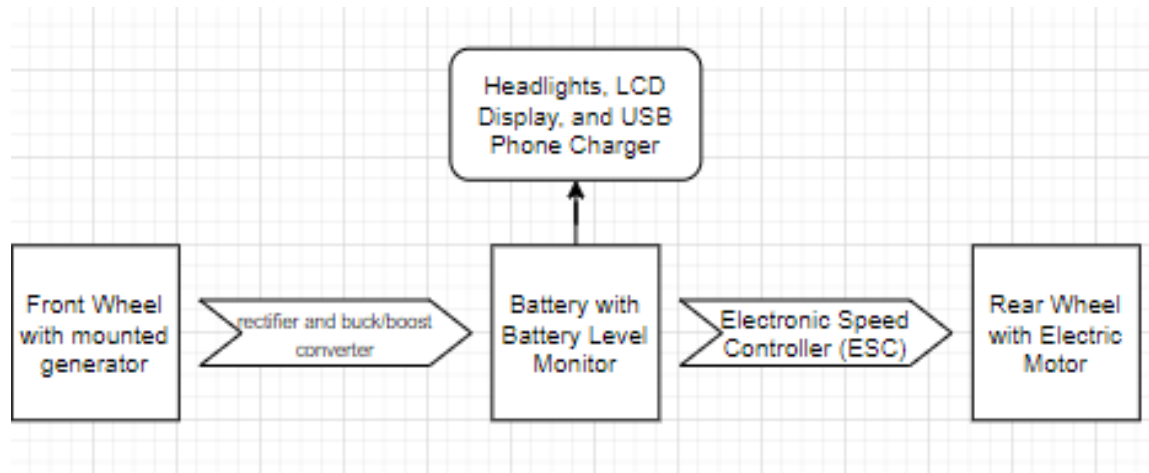 Headlights, LCD
Display, and USB
Phone Charger
Front Wheel
with mounted
generator
rectifier and buck/boost
converter
Battery with
Battery Level
Monitor
Electronic Speed
Controller (ESC)
Rear Wheel
with Electric
Motor